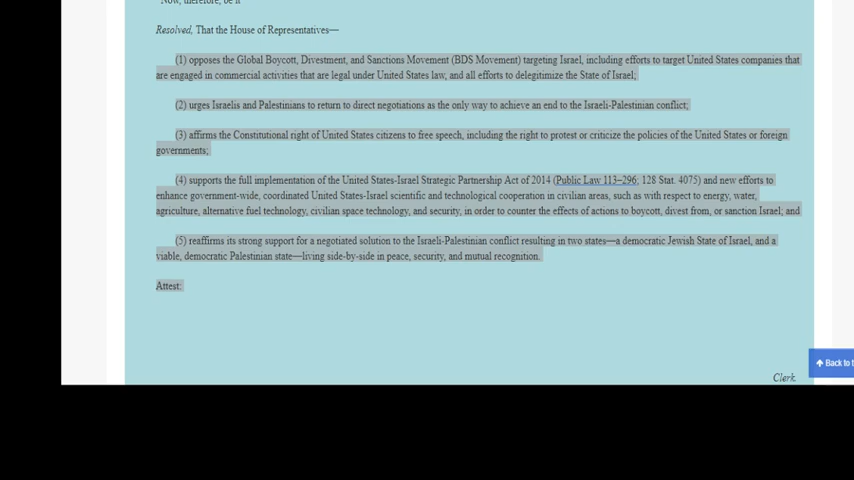 Now, therefore, be it
Resolved, That the House of Representatives—
(1) opposes the Global Boycott, Divestment, and Sanctions Movement (BDS Movement) targeting Israel, including efforts to target United States companies that
are engaged in commercial activities that are legal under United States law, and all efforts to delegitimize the State of Israel;
(2) urges Israelis and Palestinians to return to direct negotiations as the only way to achieve an end to the Israeli-Palestinian conflict;
(3) affirms the Constitutional right of United States citizens to free speech, including the right to protest or criticize the policies of the United States or foreign
governments;
(4) supports the full implementation of the United States-Israel Strategic Partnership Act of 2014 (Public Law 113–296; 128 Stat. 4075) and new efforts to
enhance government-wide, coordinated United States-Israel scientific and technological cooperation in civilian areas, such as with respect to energy, water,
agriculture, alternative fuel technology, civilian space technology, and security, in order to counter the effects of actions to boycott, divest from, or sanction Israel; and
(5) reaffirms its strong support for a negotiated solution to the Israeli-Palestinian conflict resulting in two states—a democratic Jewish State of Israel, and a
viable, democratic Palestinian state—living side-by-side in peace, security, and mutual recognition.
Attest:
Back to
Clerk.